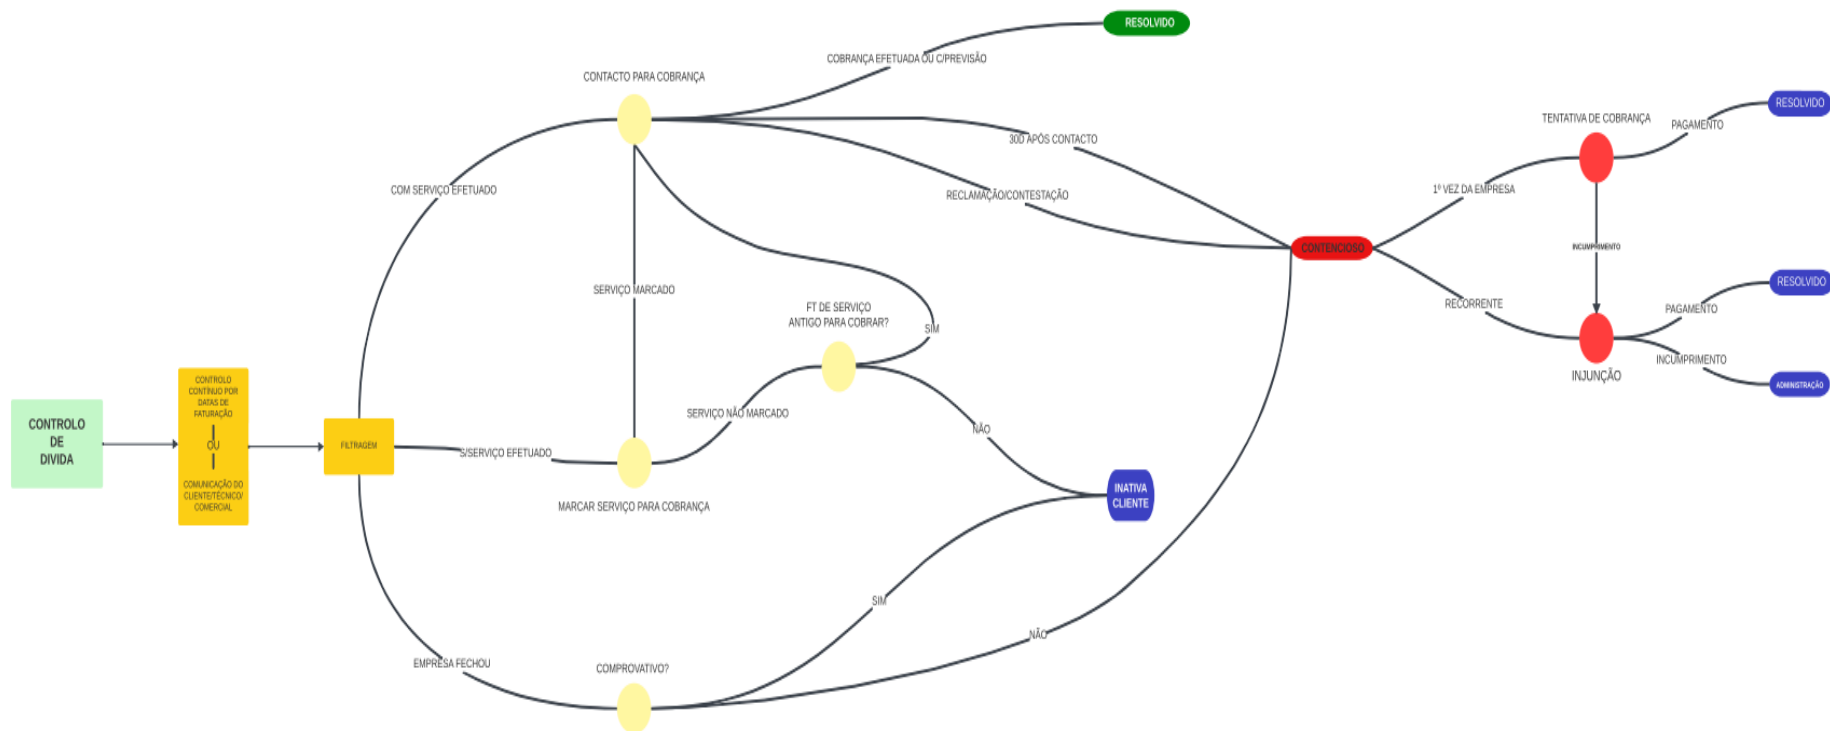 RESOLVIDO
COBRANÇA EFETUADA OU C/PREVISÃO
CONTACTO PARA COBRANÇA
RESOLVIDO
TENTATIVA DE COBRANÇA
PAGAMENTO
30D APÓS CONTACTO
COM SERVIÇO EFETUADO
RECLAMAÇÃO/CONTESTAÇÃO
1º VEZ DA EMPRESA
CONTENCIOSO
INCUMPRIMENTO
SERVIÇO MARCADO
RESOLVIDO
RECORRENTE
PAGAMENTO
FT DE SERVIÇO
ANTIGO PARA COBRAR?
SIM
INCUMPRIMENTO
INJUNÇÃO
ADMINISTRAÇÃO
CONTROLO
CONTÍNUO POR
DATAS DE
FATURAÇÃO
OU
COMUNICAÇÃO DO
CLIENTE/TÉCNICO/
COMERCIAL
CONTROLO
DE
DIVIDA
FILTRAGEM
S/SERVIÇO EFETUADO
SERVIÇO NÃO MARCADO
NÃO
MARCAR SERVIÇO PARA COBRANÇA
INATIVA
CLIENTE
SIM
NÃO
EMPRESA FECHOU
COMPROVATIVO?